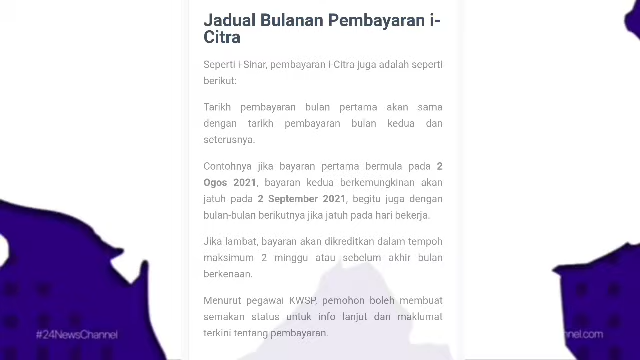 Jadual Bulanan Pembayaran i-
Citra
Seperti i-Sinar, pembayaran i-Citra juga adalah seperti
berikut:
Tarikh pembayaran bulan pertama akan sama
dengan tarikh pembayaran bulan kedua dan
seterusnya.
Contohnya jika bayaran pertama bermula pada 2
Ogos 2021, bayaran kedua berkemungkinan akan
jatuh pada 2 September 2021, begitu juga dengan
bulan-bulan berikutnya jika jatuh pada hari bekerja.
Jika lambat, bayaran akan dikreditkan dalam tempoh
maksimum 2 minggu atau sebelum akhir bulan
berkenaan.
Menurut pegawai KWSP, pemohon boleh membuat
semakan status untuk info lanjut dan maklumat
terkini tentang pembayaran.
#24NewsChannel
nel.com